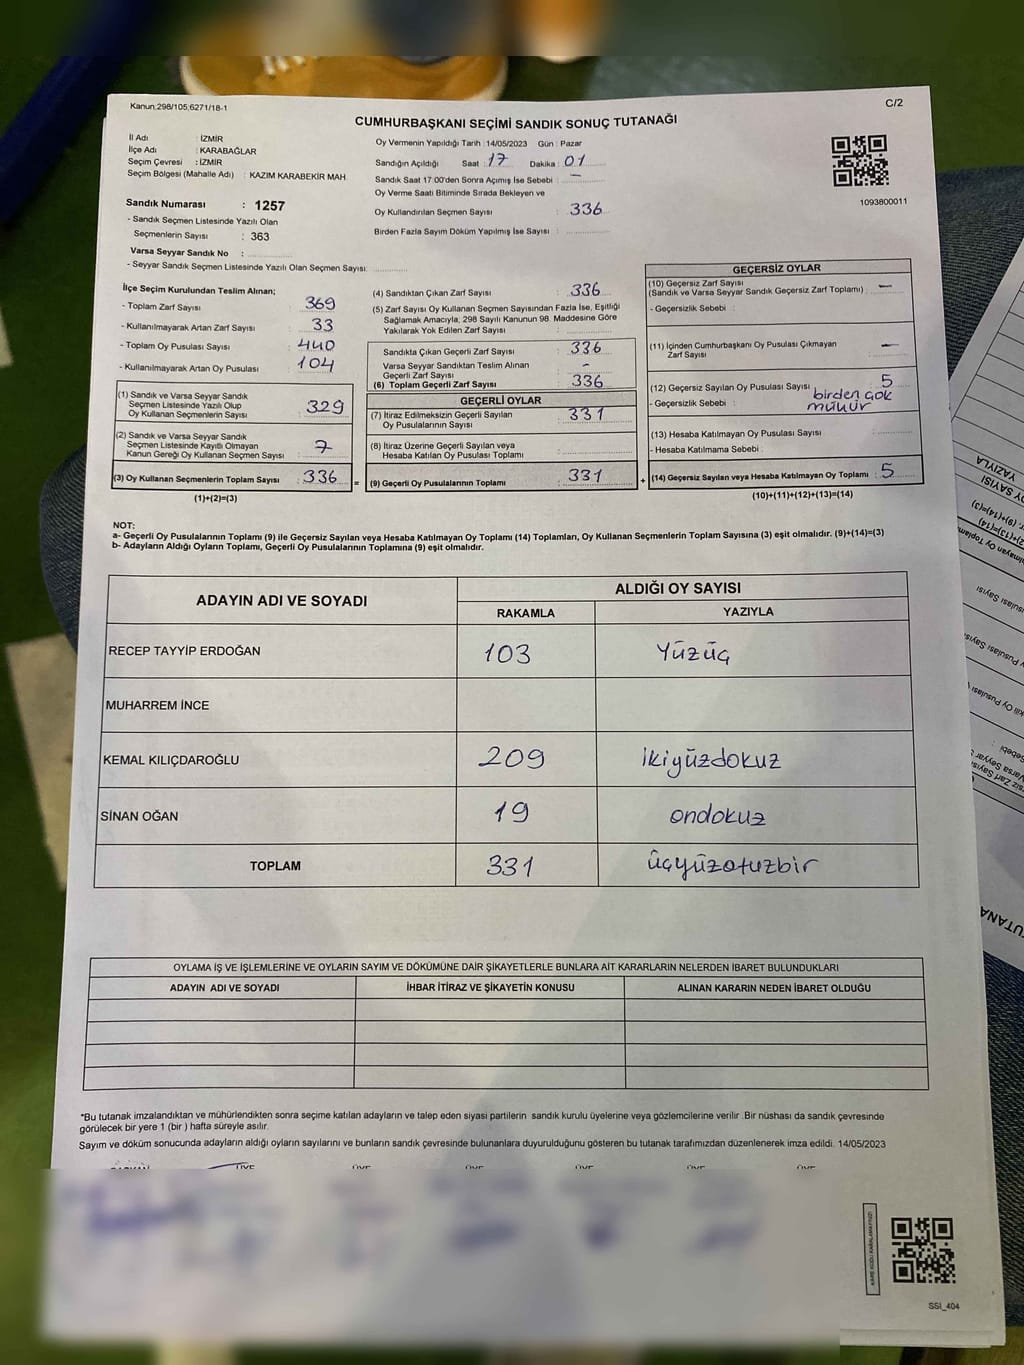 Kanun:298/105,6271/18-1
C/2
CUMHURBAŞKANI SEÇİMİ SANDIK SONUÇ TUTANAĞI
İl Adı : İZMİR
İlçe Adı : KARABAĞLAR
Seçim Çevresi : İZMİR
Seçim Bölgesi (Mahalle Adı) : KAZIM KARABEKİR MAH.
Sandık Numarası : 1257
- Sandık Seçmen Listesinde Yazılı Olan
Seçmenlerin Sayısı : 363
Varsa Seyyar Sandık No :
- Seyyar Sandık Seçmen Listesinde Yazılı Olan Seçmen Sayısı:
Oy Vermenin Yapıldığı Tarih :14/05/2023 Gün : Pazar
Sandığın Açıldığı Saat : 17 Dakika : 01
Sandık Saat 17:00'den Sonra Açımış İse Sebebi : –
Oy Verme Saati Bitiminde Sırada Bekleyen ve
Oy Kullandırılan Seçmen Sayısı : 336
Birden Fazla Sayım Döküm Yapılmış İse Sayısı :
1093800011
İlçe Seçim Kurulundan Teslim Alınan;
- Toplam Zarf Sayısı : 369
- Kullanılmayarak Artan Zarf Sayısı : 33
- Toplam Oy Pusulası Sayısı : 440
- Kullanılmayarak Artan Oy Pusulası : 104
(1) Sandık ve Varsa Seyyar Sandık
Seçmen Listesinde Yazılı Olup
Oy Kullanan Seçmenlerin Sayısı : 329
(2) Sandık ve Varsa Seyyar Sandık
Seçmen Listesinde Kayıtlı Olmayan
Kanun Gereği Oy Kullanan Seçmen Sayısı : 7
(3) Oy Kullanan Seçmenlerin Toplam Sayısı : 336
(1)+(2)=(3)
=
(4) Sandıktan Çıkan Zarf Sayısı : 336
(5) Zarf Sayısı Oy Kullanan Seçmen Sayısından Fazla İse, Eşitliği
Sağlamak Amacıyla; 298 Sayılı Kanunun 98. Maddesine Göre
Yakılarak Yok Edilen Zarf Sayısı :
Sandıkta Çıkan Geçerli Zarf Sayısı : 336
Varsa Seyyar Sandıktan Teslim Alınan
Geçerli Zarf Sayısı : -
(6) Toplam Geçerli Zarf Sayısı : 336
GEÇERLİ OYLAR
(7) İtiraz Edilmeksizin Geçerli Sayılan
Oy Pusulalarının Sayısı : 331
(8) İtiraz Üzerine Geçerli Sayılan veya
Hesaba Katılan Oy Pusulası Toplamı :
(9) Geçerli Oy Pusulalarının Toplamı : 331
+
GEÇERSİZ OYLAR
(10) Geçersiz Zarf Sayısı
(Sandık ve Varsa Seyyar Sandık Geçersiz Zarf Toplamı) : –
- Geçersizlik Sebebi :
(11) İçinden Cumhurbaşkanı Oy Pusulası Çıkmayan
Zarf Sayısı : –
(12) Geçersiz Sayılan Oy Pusulası Sayısı : 5
- Geçersizlik Sebebi : birden çok
mühür
(13) Hesaba Katılmayan Oy Pusulası Sayısı :
- Hesaba Katılmama Sebebi :
(14) Geçersiz Sayılan veya Hesaba Katılmayan Oy Toplamı : 5
(10)+(11)+(12)+(13)=(14)
NOT:
a- Geçerli Oy Pusulalarının Toplamı (9) ile Geçersiz Sayılan veya Hesaba Katılmayan Oy Toplamı (14) Toplamları, Oy Kullanan Seçmenlerin Toplam Sayısına (3) eşit olmalıdır. (9)+(14)=(3)
b- Adayların Aldığı Oyların Toplamı, Geçerli Oy Pusulalarının Toplamına (9) eşit olmalıdır.
ADAYIN ADI VE SOYADI
ALDIĞI OY SAYISI
RAKAMLA YAZIYLA
RECEP TAYYİP ERDOĞAN 103 Yüzüç
MUHARREM İNCE
KEMAL KILIÇDAROĞLU 209 ikiyüzdokuz
SİNAN OĞAN 19 ondokuz
TOPLAM 331 üçyüzotuzbir
OYLAMA İŞ VE İŞLEMLERİNE VE OYLARIN SAYIM VE DÖKÜMÜNE DAİR ŞİKAYETLERLE BUNLARA AİT KARARLARIN NELERDEN İBARET BULUNDUKLARI
ADAYIN ADI VE SOYADI İHBAR İTİRAZ VE ŞİKAYETİN KONUSU ALINAN KARARIN NEDEN İBARET OLDUĞU
*Bu tutanak imzalandıktan ve mühürlendikten sonra seçime katılan adayların ve talep eden siyasi partilerin sandık kurulu üyelerine veya gözlemcilerine verilir .Bir nüshası da sandık çevresinde
görülecek bir yere 1 (bir ) hafta süreyle asılır.
Sayım ve döküm sonucunda adayların aldığı oyların sayılarını ve bunların sandık çevresinde bulunanlara duyurulduğunu gösteren bu tutanak tarafımızdan düzenlenerek imza edildi. 14/05/2023
SSİ_404